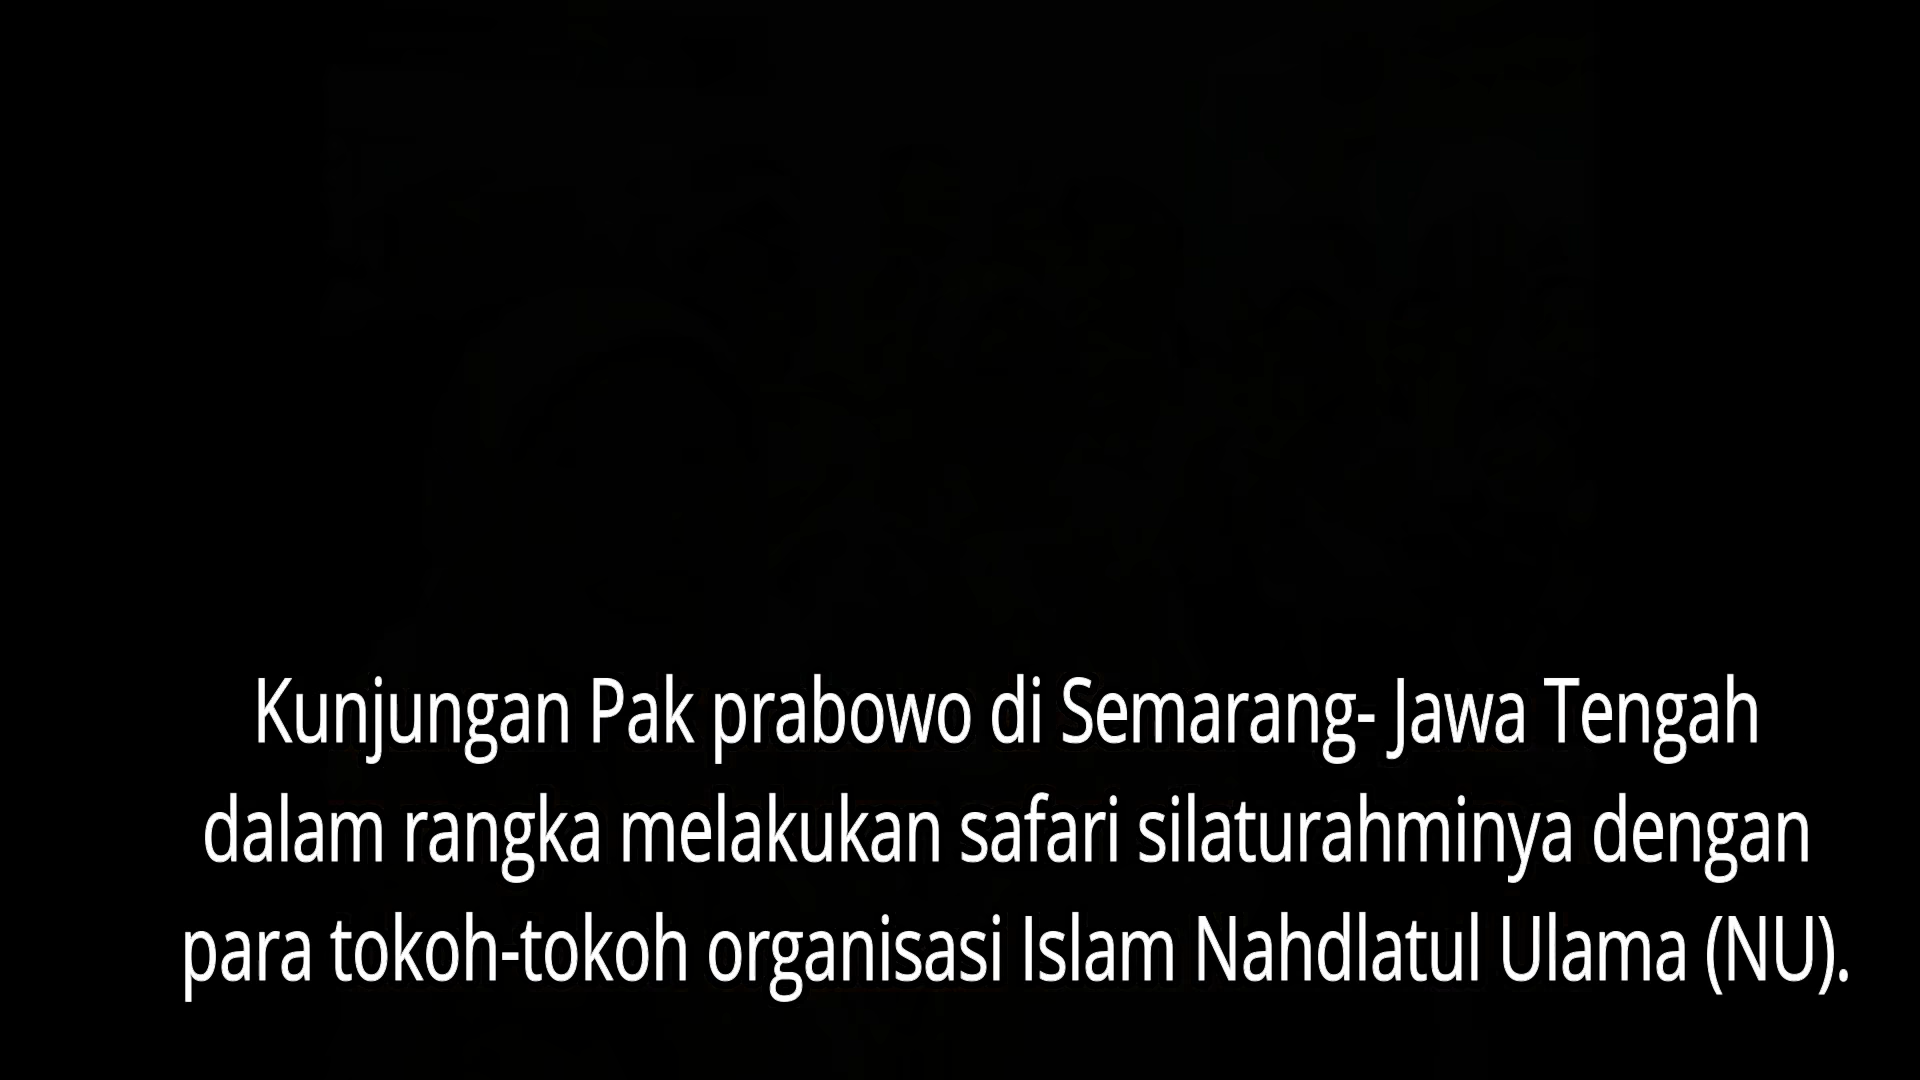 Kunjungan Pak prabowo di Semarang- Jawa Tengah
dalam rangka melakukan safari silaturahminya dengan
para tokoh-tokoh organisasi Islam Nahdlatul Ulama (NU).